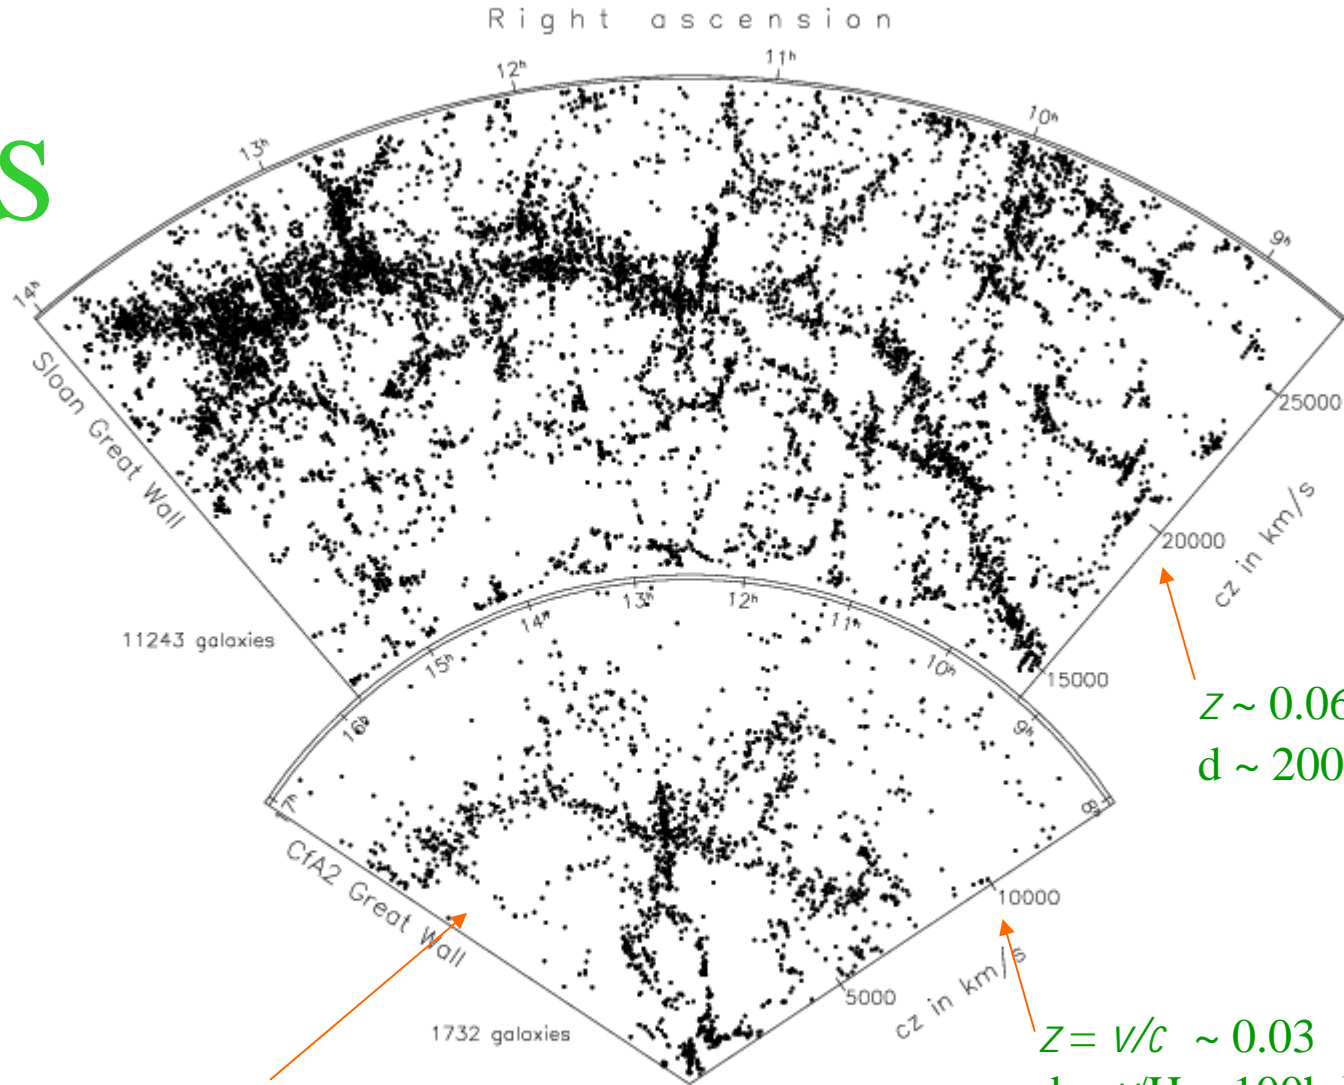 Right ascension
S
14ʰ
13ʰ
12ʰ
11ʰ
10ʰ
9ʰ
Sloan Great Wall
11243 galaxies
25000
20000
15000
cz in km/s
z ~ 0.06
d ~ 200
16ʰ
15ʰ
14ʰ
13ʰ
12ʰ
11ʰ
10ʰ
9ʰ
8ʰ
CfA2 Great Wall
1732 galaxies
10000
5000
cz in km/s
z = v/c ~ 0.03